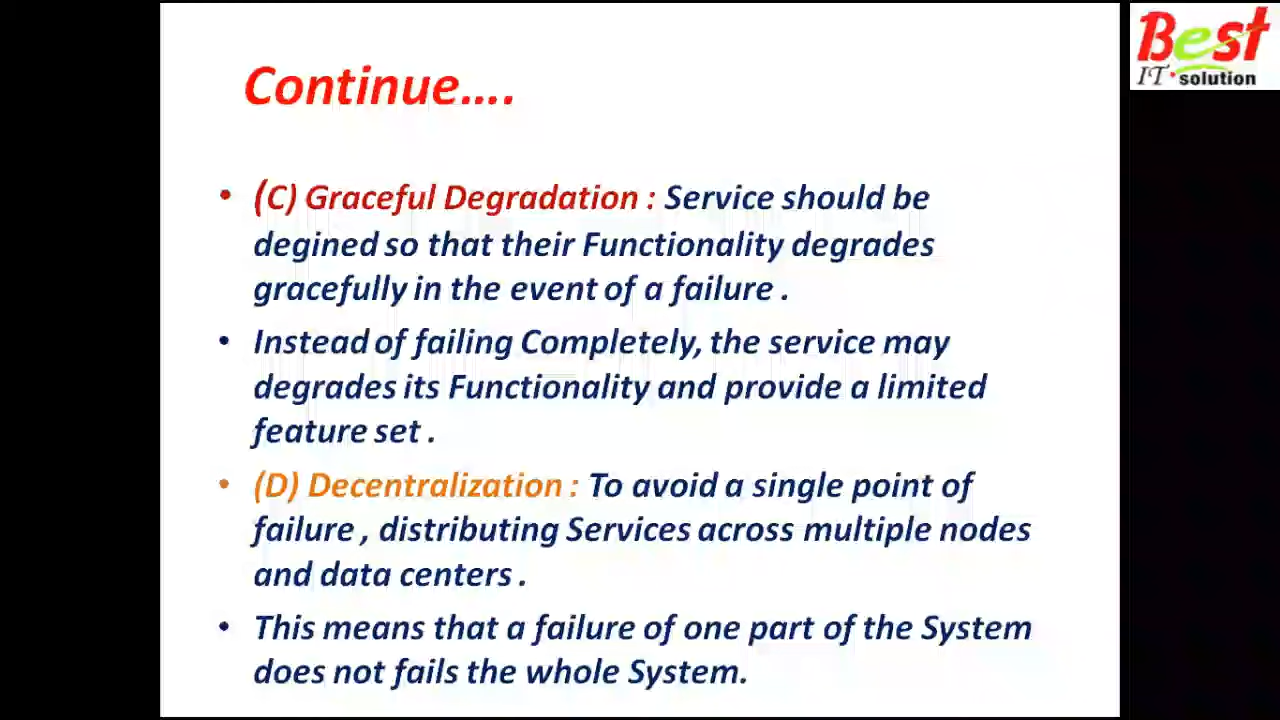 Best
IT solution
Continue....
• (C) Graceful Degradation : Service should be
degined so that their Functionality degrades
gracefully in the event of a failure .
• Instead of failing Completely, the service may
degrades its Functionality and provide a limited
feature set .
• (D) Decentralization : To avoid a single point of
failure , distributing Services across multiple nodes
and data centers .
• This means that a failure of one part of the System
does not fails the whole System.